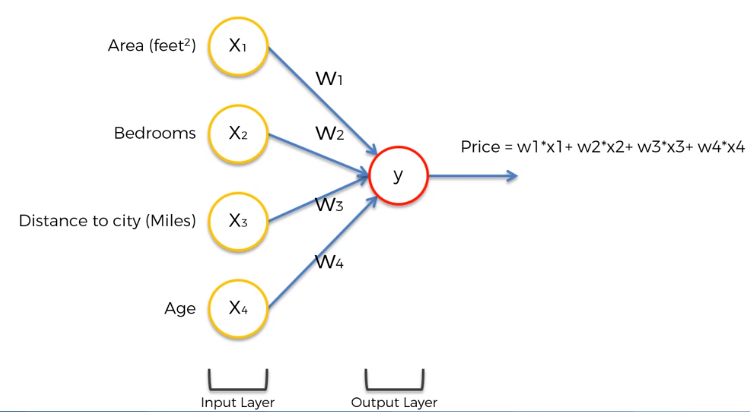 Area (feet²)
X1
W1
Bedrooms
X2
W2
Price = w1*x1+ w2*x2+ w3*x3+ w4*x4
y
Distance to city (Miles)
X3
W3
W4
Age
X4
Input Layer
Output Layer